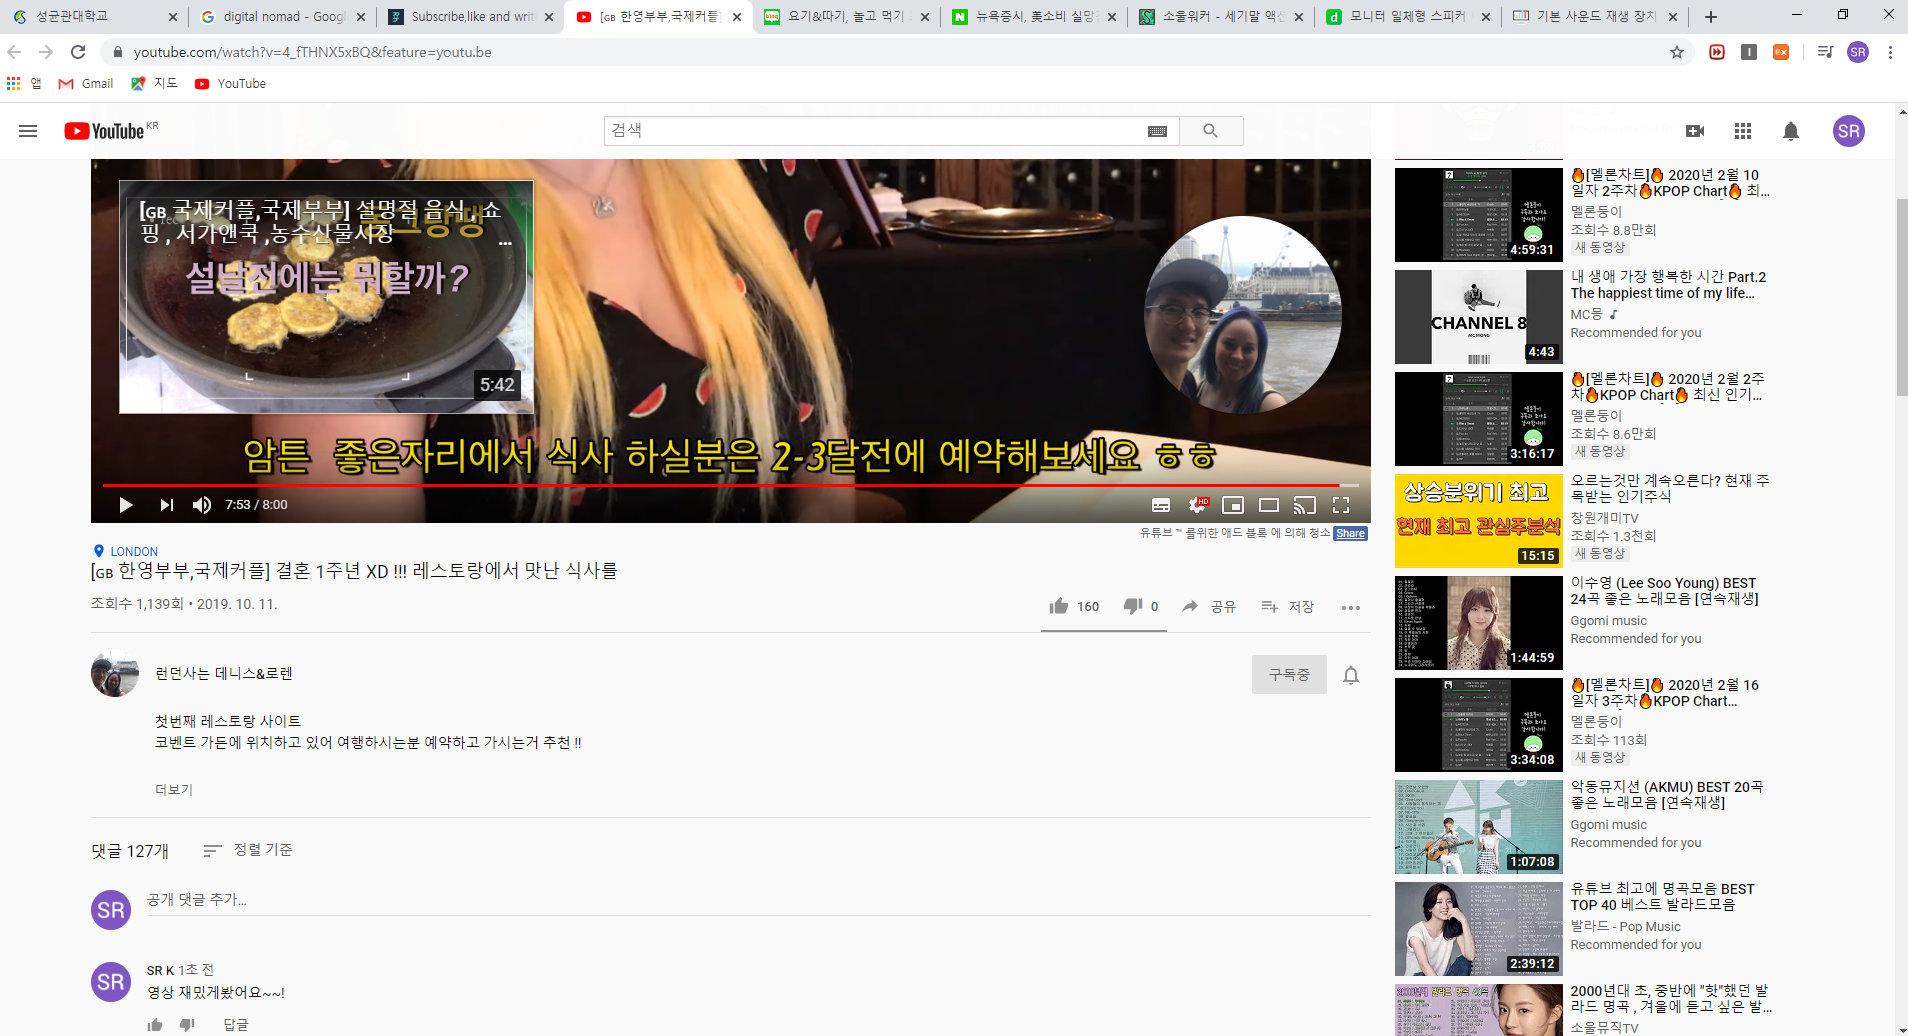 성균관대학교
digital nomad - Googl
Subscribe,like and writ
[GB 한영부부,국제커플]
요기&따기, 놀고 먹기
뉴욕증시, 美소비 실망
소울워커 - 세기말 액션
모니터 일체형 스피커
기본 사운드 재생 장치
youtube.com/watch?v=4_fTHNX5xBQ&feature=youtu.be
SR
앱
Gmail
지도
YouTube
YouTube KR
검색
SR
[GB 국제커플,국제부부] 설명절 음식 , 쇼
핑 , 서가앤쿡 ,농수산물시장
설날전에는 뭐할까?
5:42
암튼 좋은자리에서 식사 하실분은 2-3달전에 예약해보세요 ㅎㅎ
7:53 / 8:00
HD
유튜브 ™ 를위한 애드 블록 에 의해 청소 Share
LONDON
[GB 한영부부,국제커플] 결혼 1주년 XD !!! 레스토랑에서 맛난 식사를
조회수 1,139회 • 2019. 10. 11.
160
0
공유
저장
런던사는 데니스&로렌
구독중
첫번째 레스토랑 사이트
코벤트 가든에 위치하고 있어 여행하시는분 예약하고 가시는거 추천 !!
더보기
댓글 127개
정렬 기준
SR
공개 댓글 추가...
SR
SR K 1초 전
영상 재밌게봤어요~~!
답글
🔥[멜론차트]🔥 2020년 2월 10
일자 2주차🔥KPOP Chart🔥 최...
멜론둥이
조회수 8.8만회
새 동영상
4:59:31
내 생애 가장 행복한 시간 Part.2
The happiest time of my life...
MC몽 ♪
Recommended for you
CHANNEL 8
MC MONG
4:43
🔥[멜론차트]🔥 2020년 2월 2주
차🔥KPOP Chart🔥 최신 인기...
멜론둥이
조회수 8.6만회
새 동영상
3:16:17
오르는것만 계속오른다? 현재 주
목받는 인기주식
창원개미TV
조회수 1.3천회
새 동영상
상승분위기 최고
현재 최고 관심주분석
15:15
이수영 (Lee Soo Young) BEST
24곡 좋은 노래모음 [연속재생]
Ggomi music
Recommended for you
1:44:59
🔥[멜론차트]🔥 2020년 2월 16
일자 3주차🔥KPOP Chart...
멜론둥이
조회수 113회
새 동영상
3:34:08
악동뮤지션 (AKMU) BEST 20곡
좋은 노래모음 [연속재생]
Ggomi music
Recommended for you
1:07:08
유튜브 최고에 명곡모음 BEST
TOP 40 베스트 발라드모음
발라드 - Pop Music
Recommended for you
2:39:12
2000년대 초, 중반에 "핫"했던 발
라드 명곡 , 겨울에 듣고 싶은 발...
소울뮤직TV